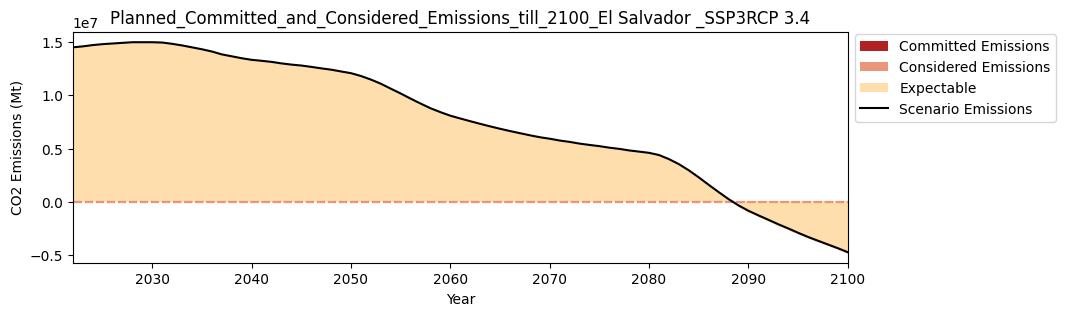 Planned_Committed_and_Considered_Emissions_till_2100_El Salvador _SSP3RCP 3.4
1e7
1.5
1.0
0.5
0.0
−0.5
CO2 Emissions (Mt)
2030 2040 2050 2060 2070 2080 2090 2100
Year
Committed Emissions
Considered Emissions
Expectable
Scenario Emissions